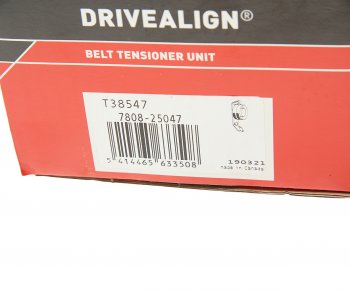 DRIVEALIGN®
BELT TENSIONER UNIT
T38547
7808-25047
5 414465 633508
190321
Made in Canada